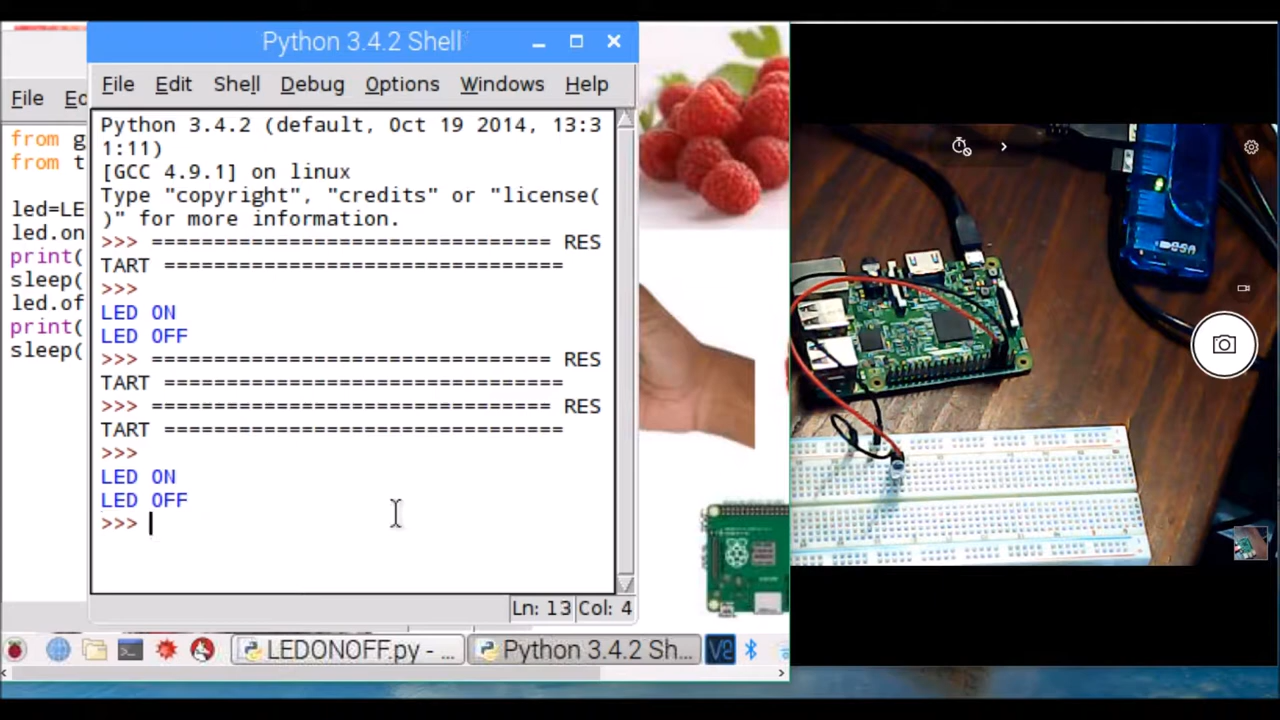 Python 3.4.2 Shell
File Edit Shell Debug Options Windows Help
Python 3.4.2 (default, Oct 19 2014, 13:3
1:11)
[GCC 4.9.1] on linux
Type "copyright", "credits" or "license(
)" for more information.
>>> ================================ RES
TART ================================
>>>
LED ON
LED OFF
>>> ================================ RES
TART ================================
>>> ================================ RES
TART ================================
>>>
LED ON
LED OFF
>>>
Ln: 13 Col: 4
File Ed
from g
from t
led=LE
led.on
print(
sleep(
led.of
print(
sleep(
LEDONOFF.py - ...
Python 3.4.2 Sh...
V2